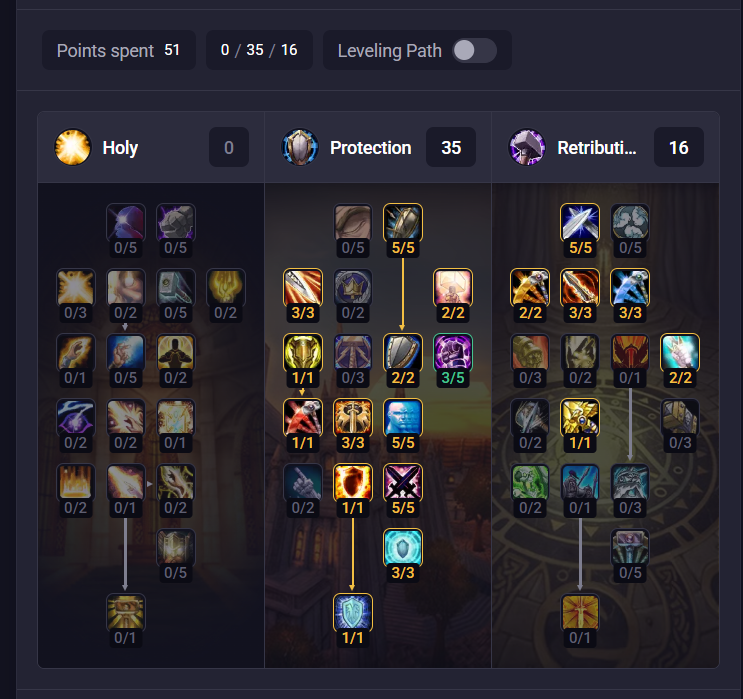 Points spent 51 0 / 35 / 16 Leveling Path
Holy 0 Protection 35 Retributi... 16
0/5 0/5 0/5 5/5 5/5 0/5
0/3 0/2 0/5 0/2 3/3 0/2 2/2 2/2 3/3 3/3
0/1 0/5 0/2 1/1 0/3 2/2 3/5 0/3 0/2 0/1 2/2
0/2 0/2 0/1 1/1 3/3 5/5 0/2 1/1 0/3
0/2 0/1 0/2 0/2 1/1 5/5 0/2 0/1 0/3
0/5 3/3 0/5
0/1 1/1 0/1